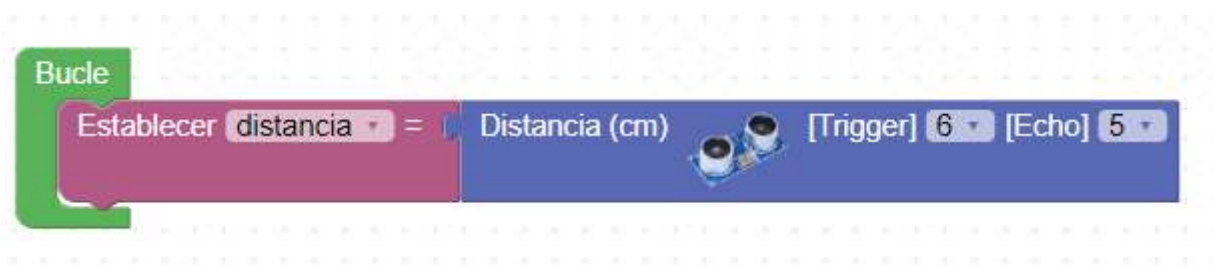 Bucle
Establecer distancia = Distancia (cm) [Trigger] 6 [Echo] 5